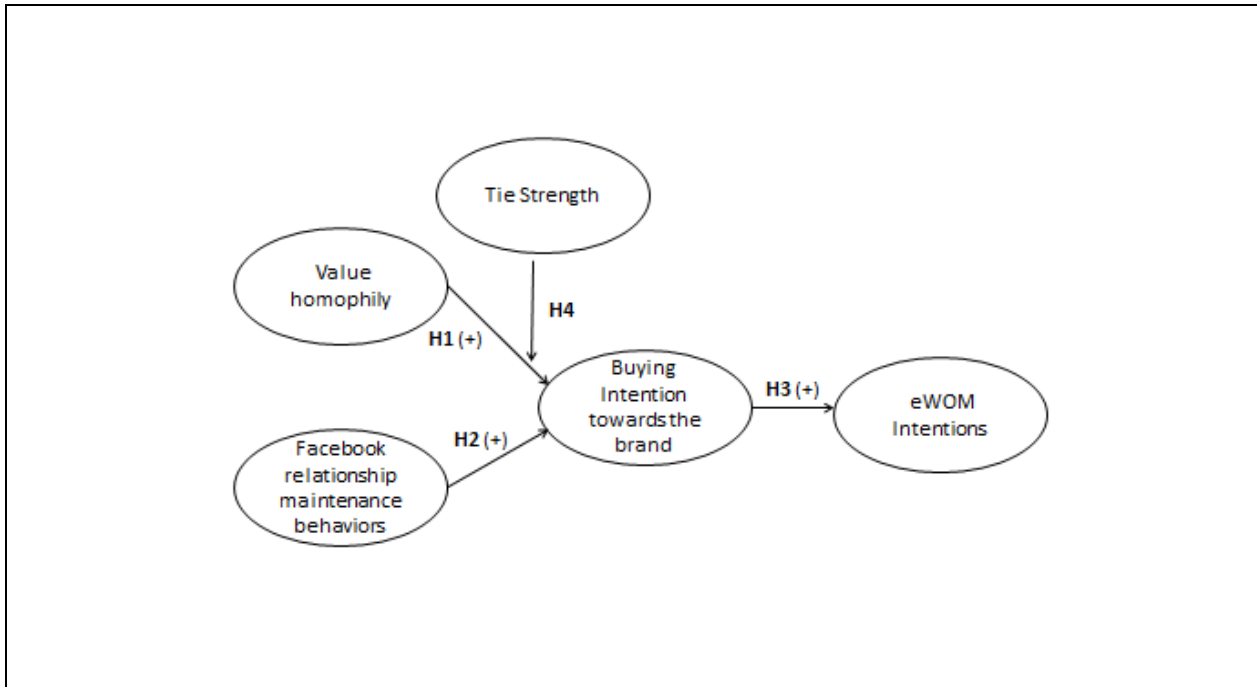 Tie Strength
Value
homophily
H4
H1 (+)
Buying
Intention
towards the
brand
H3 (+)
eWOM
Intentions
H2 (+)
Facebook
relationship
maintenance
behaviors